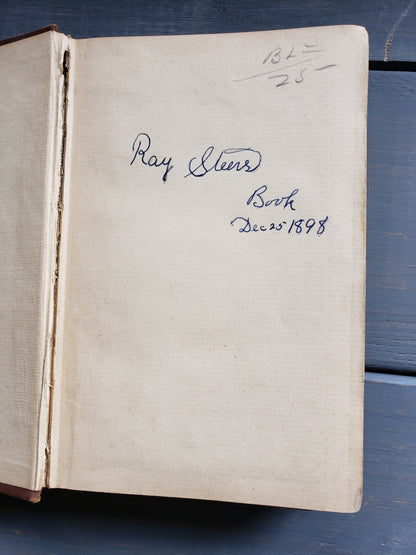 BL=
25-
Ray Steers
Book
Dec 25 1898